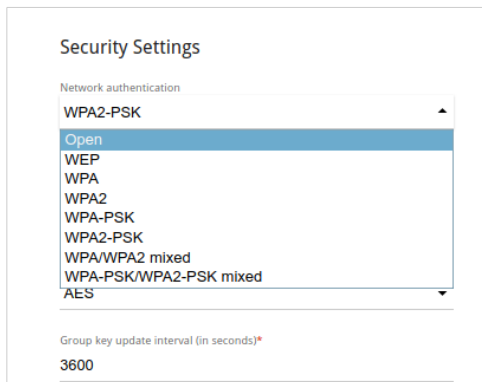 Security Settings
Network authentication
WPA2-PSK
Open
WEP
WPA
WPA2
WPA-PSK
WPA2-PSK
WPA/WPA2 mixed
WPA-PSK/WPA2-PSK mixed
AES
Group key update interval (in seconds)*
3600